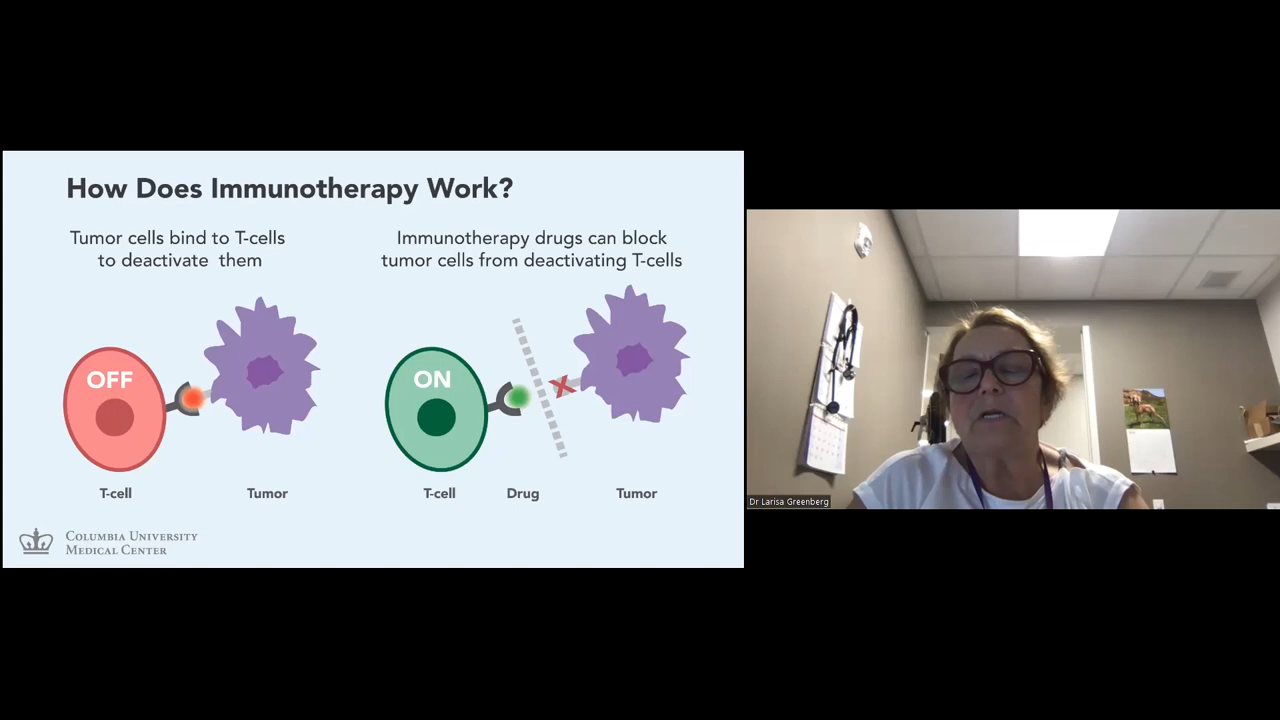 How Does Immunotherapy Work?
Tumor cells bind to T-cells
to deactivate them
Immunotherapy drugs can block
tumor cells from deactivating T-cells
OFF
ON
T-cell
Tumor
T-cell
Drug
Tumor
COLUMBIA UNIVERSITY
MEDICAL CENTER
Dr Larisa Greenberg